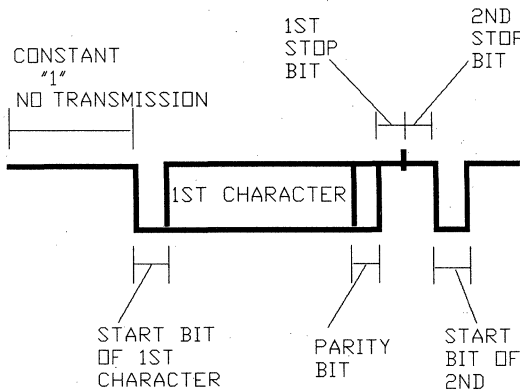 CONSTANT
"1"
NO TRANSMISSION
1ST
STOP
BIT
2ND
STOP
BIT
1ST CHARACTER
START BIT
OF 1ST
CHARACTER
PARITY
BIT
START
BIT OF
2ND